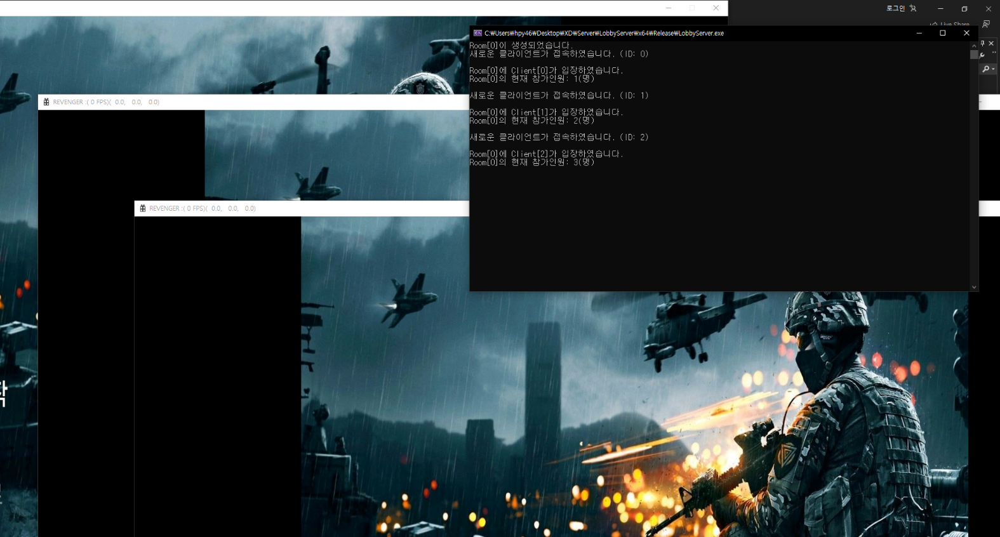 로그인
Live Share
C:₩Users₩hpy46₩Desktop₩XD₩Server₩LobbyServer₩x64₩Release₩LobbyServer.exe
Room[0]이 생성되었습니다.
새로운 클라이언트가 접속하였습니다. (ID: 0)
Room[0]에 Client[0]가 입장하였습니다.
Room[0]의 현재 참가인원: 1(명)
새로운 클라이언트가 접속하였습니다. (ID: 1)
Room[0]에 Client[1]가 입장하였습니다.
Room[0]의 현재 참가인원: 2(명)
새로운 클라이언트가 접속하였습니다. (ID: 2)
Room[0]에 Client[2]가 입장하였습니다.
Room[0]의 현재 참가인원: 3(명)
REVENGER :( 0 FPS)( 0.0, 0.0, 0.0)
REVENGER :( 0 FPS)( 0.0, 0.0, 0.0)